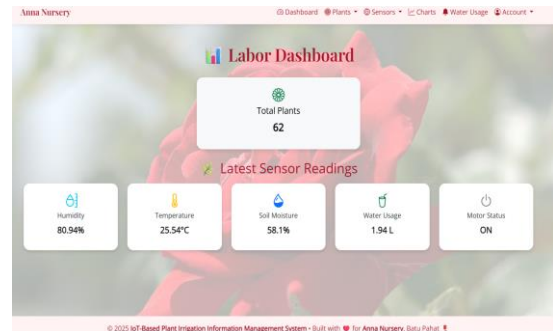 Anna Nursery Dashboard Plants Sensors Charts Water Usage Account
Labor Dashboard
Total Plants
62
Latest Sensor Readings
Humidity Temperature Soil Moisture Water Usage Motor Status
80.94% 25.54°C 58.1% 1.94 L ON
© 2025 IoT-Based Plant Irrigation Information Management System • Built with ❤ for Anna Nursery, Batu Pahat